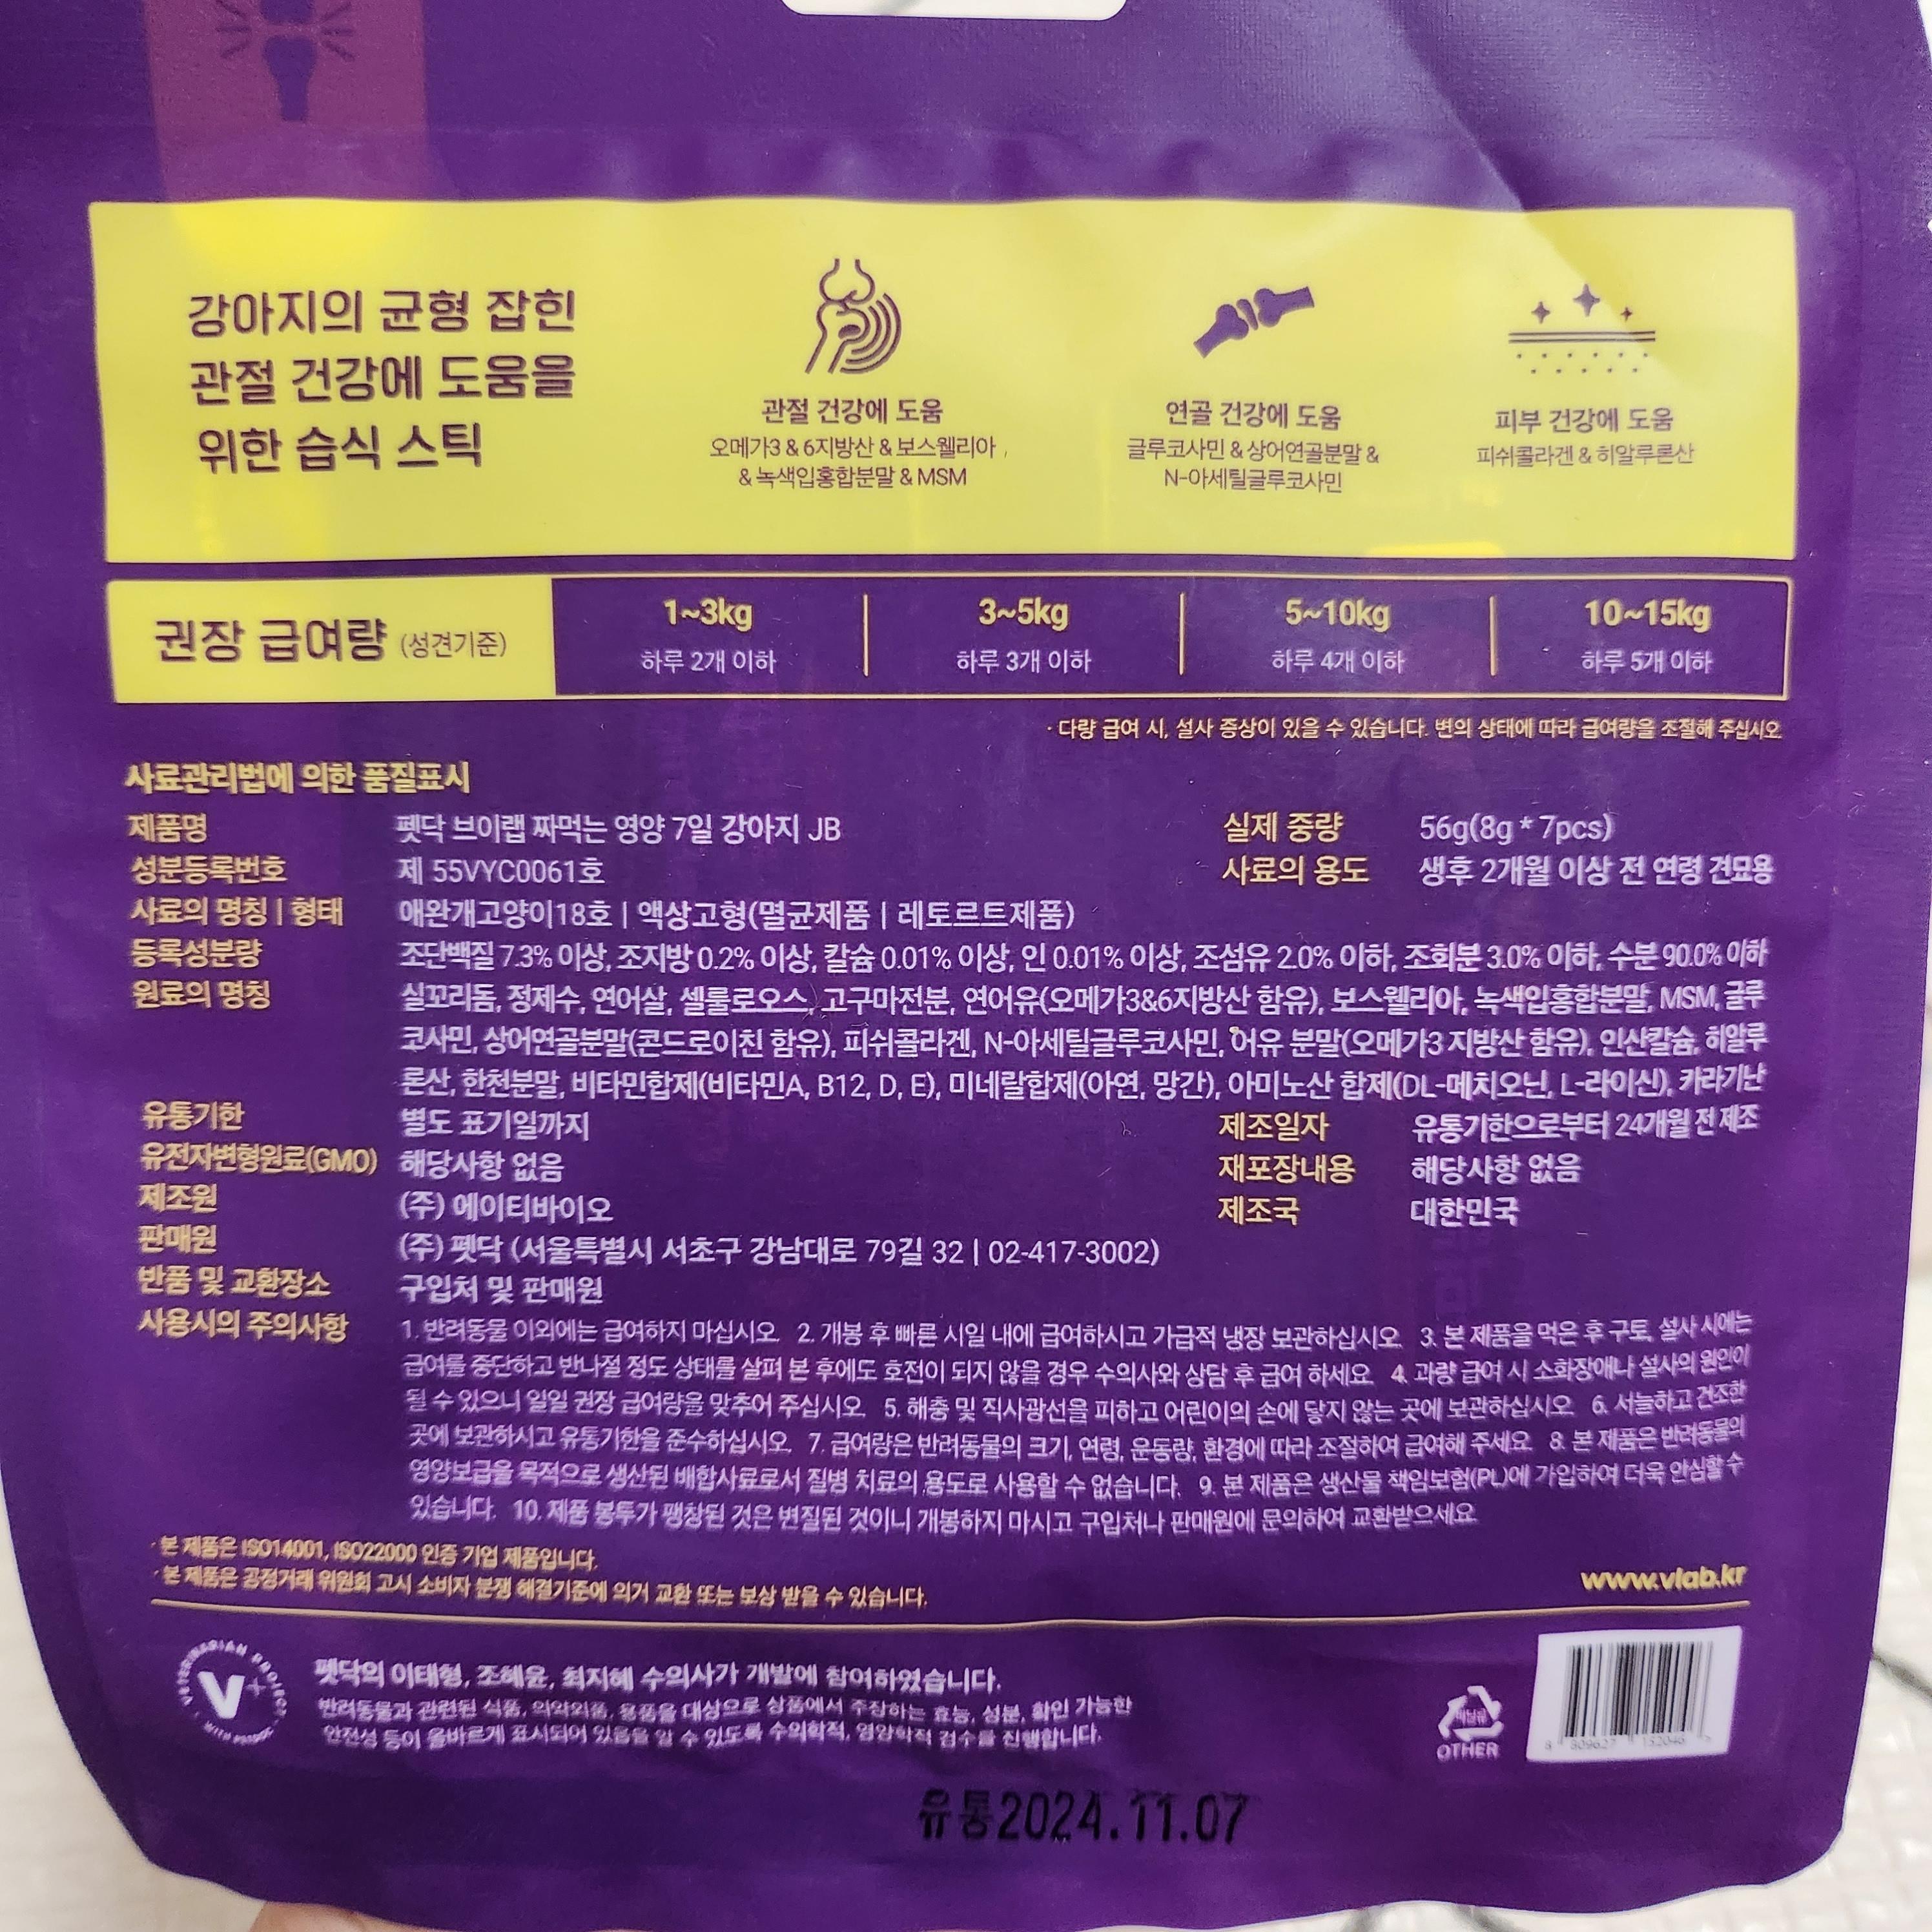 강아지의 균형 잡힌
관절 건강에 도움을
위한 습식 스틱
관절 건강에 도움
오메가3 & 6지방산 & 보스웰리아
& 녹색입홍합분말 & MSM
연골 건강에 도움
글루코사민 & 상어연골분말 &
N-아세틸글루코사민
피부 건강에 도움
피쉬콜라겐 & 히알루론산
권장 급여량 (성견기준)
1~3kg
하루 2개 이하
3~5kg
하루 3개 이하
5~10kg
하루 4개 이하
10~15kg
하루 5개 이하
· 다량 급여 시, 설사 증상이 있을 수 있습니다. 변의 상태에 따라 급여량을 조절해 주십시오
사료관리법에 의한 품질표시
제품명 펫닥 브이랩 짜먹는 영양 7일 강아지 JB 실제 중량 56g(8g * 7pcs)
성분등록번호 제 55VYC0061호 사료의 용도 생후 2개월 이상 전 연령 견묘용
사료의 명칭 | 형태 애완개고양이18호 | 액상고형(멸균제품 | 레토르트제품)
등록성분량 조단백질 7.3% 이상, 조지방 0.2% 이상, 칼슘 0.01% 이상, 인 0.01% 이상, 조섬유 2.0% 이하, 조회분 3.0% 이하, 수분 90.0% 이하
원료의 명칭 실꼬리돔, 정제수, 연어살, 셀룰로오스, 고구마전분, 연어유(오메가3&6지방산 함유), 보스웰리아, 녹색입홍합분말, MSM, 글루
코사민, 상어연골분말(콘드로이친 함유), 피쉬콜라겐, N-아세틸글루코사민, 어유 분말(오메가3 지방산 함유), 인산칼슘, 히알루
론산, 한천분말, 비타민합제(비타민A, B12, D, E), 미네랄합제(아연, 망간), 아미노산 합제(DL-메치오닌, L-라이신), 카라기난
유통기한 별도 표기일까지 제조일자 유통기한으로부터 24개월 전 제조
유전자변형원료(GMO) 해당사항 없음 재포장내용 해당사항 없음
제조원 (주) 에이티바이오 제조국 대한민국
판매원 (주) 펫닥 (서울특별시 서초구 강남대로 79길 32 | 02-417-3002)
반품 및 교환장소 구입처 및 판매원
사용시의 주의사항 1. 반려동물 이외에는 급여하지 마십시오. 2. 개봉 후 빠른 시일 내에 급여하시고 가급적 냉장 보관하십시오. 3. 본 제품을 먹은 후 구토, 설사 시에는
급여를 중단하고 반나절 정도 상태를 살펴 본 후에도 호전이 되지 않을 경우 수의사와 상담 후 급여 하세요. 4. 과량 급여 시 소화장애나 설사의 원인이
될 수 있으니 일일 권장 급여량을 맞추어 주십시오. 5. 해충 및 직사광선을 피하고 어린이의 손에 닿지 않는 곳에 보관하십시오. 6. 서늘하고 건조한
곳에 보관하시고 유통기한을 준수하십시오. 7. 급여량은 반려동물의 크기, 연령, 운동량, 환경에 따라 조절하여 급여해 주세요. 8. 본 제품은 반려동물의
영양보급을 목적으로 생산된 배합사료로서 질병 치료의 용도로 사용할 수 없습니다. 9. 본 제품은 생산물 책임보험(PL)에 가입하여 더욱 안심할 수
있습니다. 10. 제품 봉투가 팽창된 것은 변질된 것이니 개봉하지 마시고 구입처나 판매원에 문의하여 교환받으세요.
· 본 제품은 ISO14001, ISO22000 인증 기업 제품입니다.
· 본 제품은 공정거래 위원회 고시 소비자 분쟁 해결기준에 의거 교환 또는 보상 받을 수 있습니다.
www.vlab.kr
VETERINARIAN PROJECT
V+
WITH
펫닥의 이태형, 조혜윤, 최지혜 수의사가 개발에 참여하였습니다.
반려동물과 관련된 식품, 의약외품, 용품을 대상으로 상품에서 주장하는 효능, 성분, 확인 가능한
안전성 등이 올바르게 표시되어 있음을 알 수 있도록 수의학적, 영양학적 검수를 진행합니다.
비닐류
OTHER
유통2024.11.07